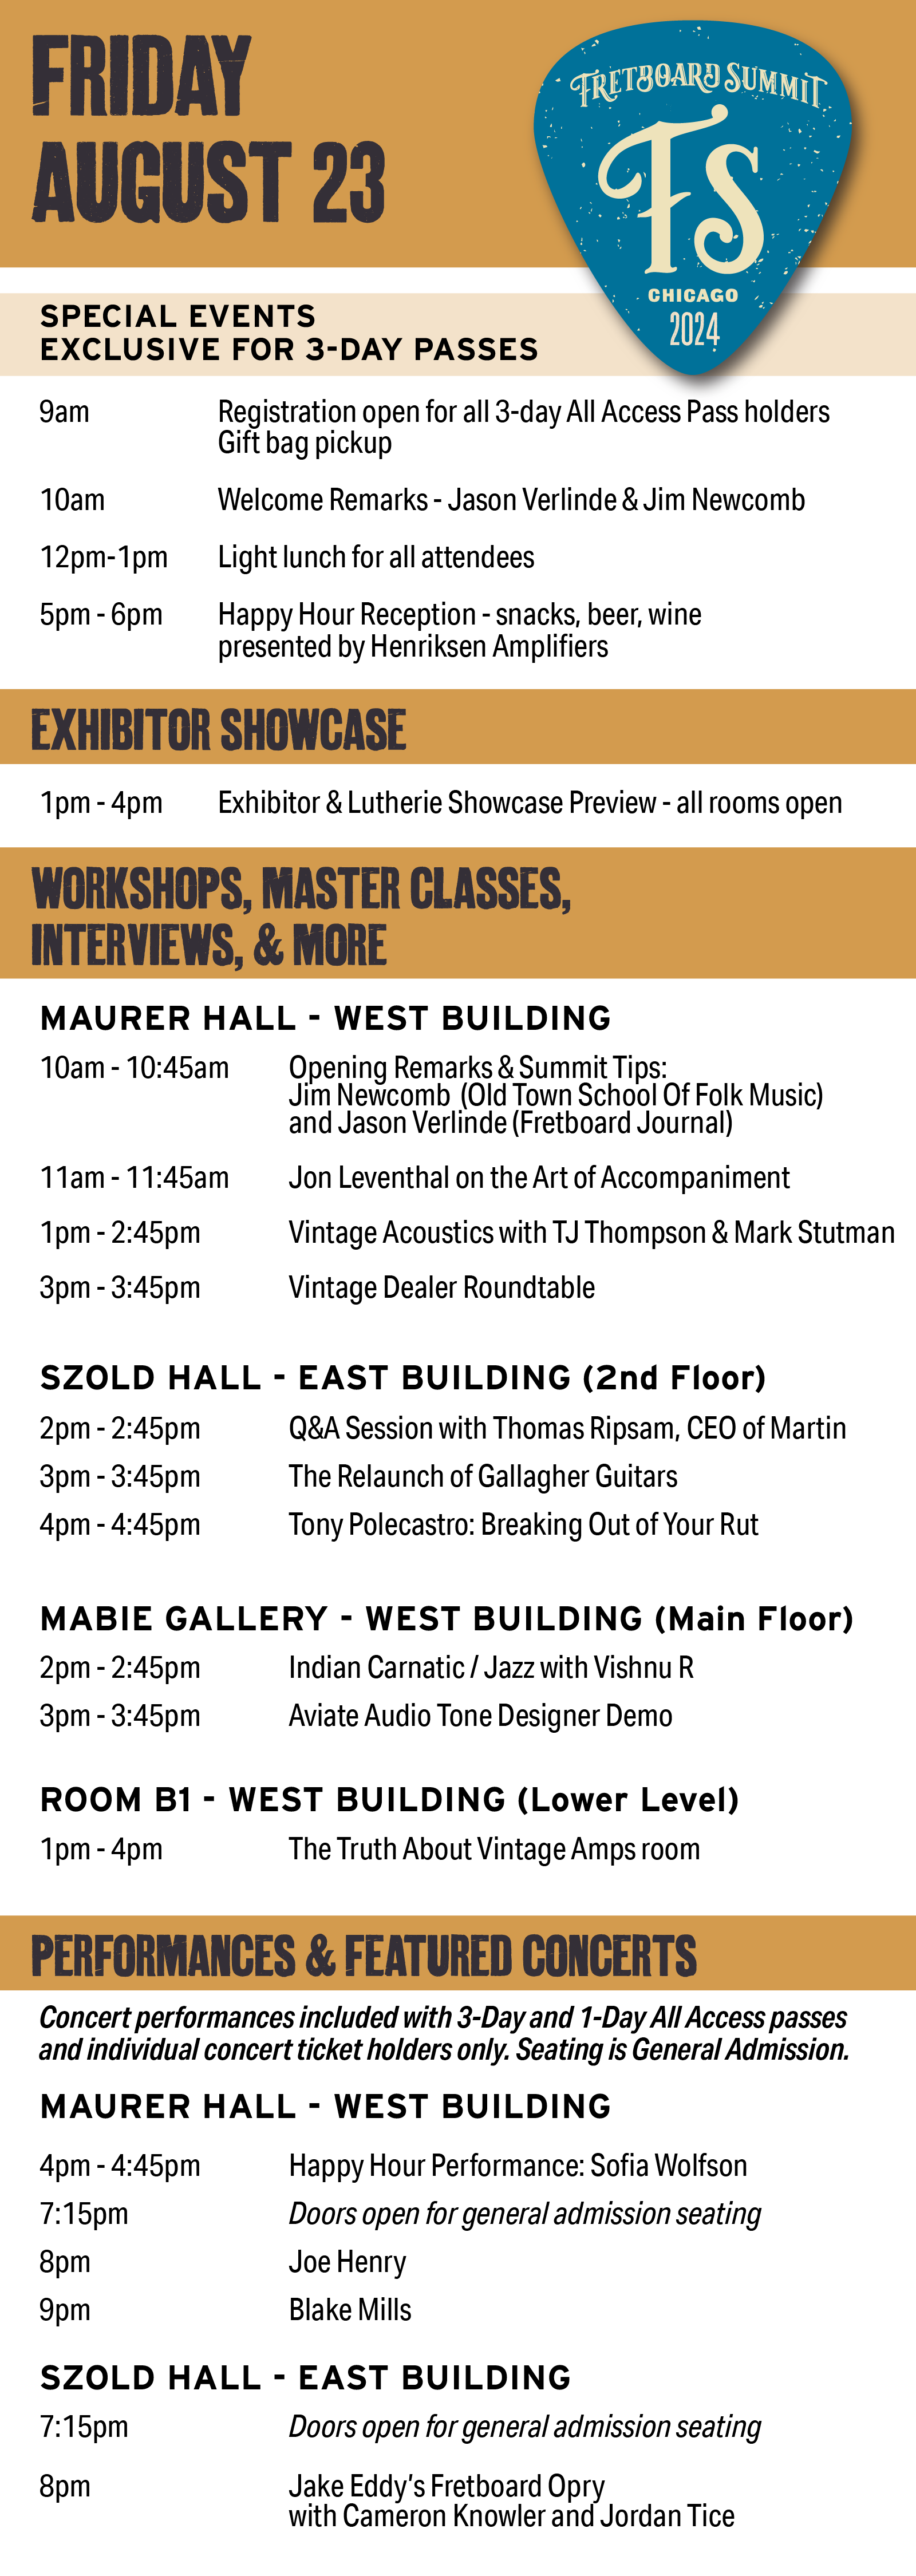 FRIDAY
AUGUST 23
FRETBOARD SUMMIT
FS
CHICAGO
2024
SPECIAL EVENTS
EXCLUSIVE FOR 3-DAY PASSES
9am Registration open for all 3-day All Access Pass holders
Gift bag pickup
10am Welcome Remarks - Jason Verlinde & Jim Newcomb
12pm-1pm Light lunch for all attendees
5pm - 6pm Happy Hour Reception - snacks, beer, wine
presented by Henriksen Amplifiers
EXHIBITOR SHOWCASE
1pm - 4pm Exhibitor & Lutherie Showcase Preview - all rooms open
WORKSHOPS, MASTER CLASSES,
INTERVIEWS, & MORE
MAURER HALL - WEST BUILDING
10am - 10:45am Opening Remarks & Summit Tips:
Jim Newcomb (Old Town School Of Folk Music)
and Jason Verlinde (Fretboard Journal)
11am - 11:45am Jon Leventhal on the Art of Accompaniment
1pm - 2:45pm Vintage Acoustics with TJ Thompson & Mark Stutman
3pm - 3:45pm Vintage Dealer Roundtable
SZOLD HALL - EAST BUILDING (2nd Floor)
2pm - 2:45pm Q&A Session with Thomas Ripsam, CEO of Martin
3pm - 3:45pm The Relaunch of Gallagher Guitars
4pm - 4:45pm Tony Polecastro: Breaking Out of Your Rut
MABIE GALLERY - WEST BUILDING (Main Floor)
2pm - 2:45pm Indian Carnatic / Jazz with Vishnu R
3pm - 3:45pm Aviate Audio Tone Designer Demo
ROOM B1 - WEST BUILDING (Lower Level)
1pm - 4pm The Truth About Vintage Amps room
PERFORMANCES & FEATURED CONCERTS
Concert performances included with 3-Day and 1-Day All Access passes
and individual concert ticket holders only. Seating is General Admission.
MAURER HALL - WEST BUILDING
4pm - 4:45pm Happy Hour Performance: Sofia Wolfson
7:15pm Doors open for general admission seating
8pm Joe Henry
9pm Blake Mills
SZOLD HALL - EAST BUILDING
7:15pm Doors open for general admission seating
8pm Jake Eddy's Fretboard Opry
with Cameron Knowler and Jordan Tice